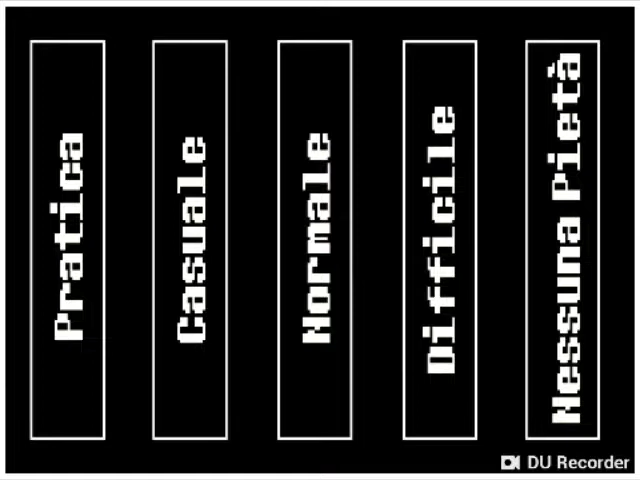 Pratica
Casuale
Normale
Difficile
Nessuna Pietà
DU Recorder